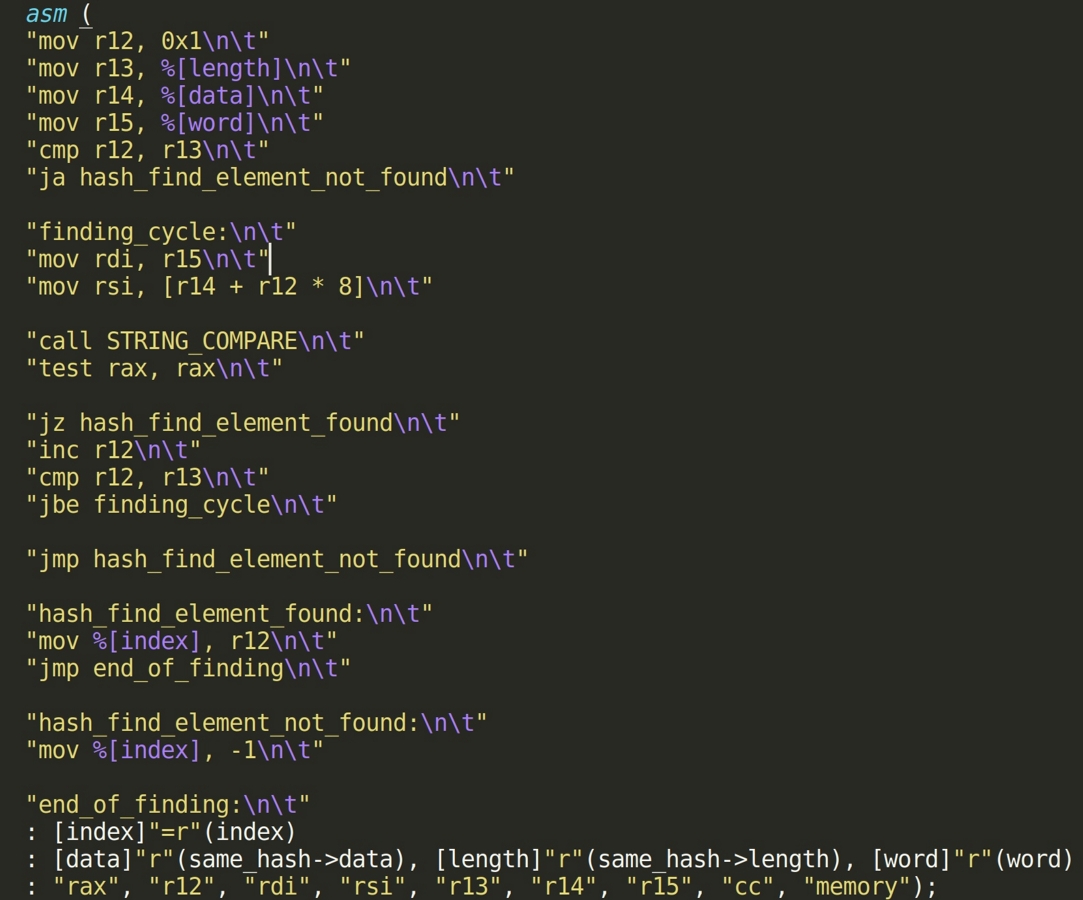 asm (
"mov r12, 0x1\n\t"
"mov r13, %[length]\n\t"
"mov r14, %[data]\n\t"
"mov r15, %[word]\n\t"
"cmp r12, r13\n\t"
"ja hash_find_element_not_found\n\t"
"finding_cycle:\n\t"
"mov rdi, r15\n\t"
"mov rsi, [r14 + r12 * 8]\n\t"
"call STRING_COMPARE\n\t"
"test rax, rax\n\t"
"jz hash_find_element_found\n\t"
"inc r12\n\t"
"cmp r12, r13\n\t"
"jbe finding_cycle\n\t"
"jmp hash_find_element_not_found\n\t"
"hash_find_element_found:\n\t"
"mov %[index], r12\n\t"
"jmp end_of_finding\n\t"
"hash_find_element_not_found:\n\t"
"mov %[index], -1\n\t"
"end_of_finding:\n\t"
: [index]"=r"(index)
: [data]"r"(same_hash->data), [length]"r"(same_hash->length), [word]"r"(word)
: "rax", "r12", "rdi", "rsi", "r13", "r14", "r15", "cc", "memory");